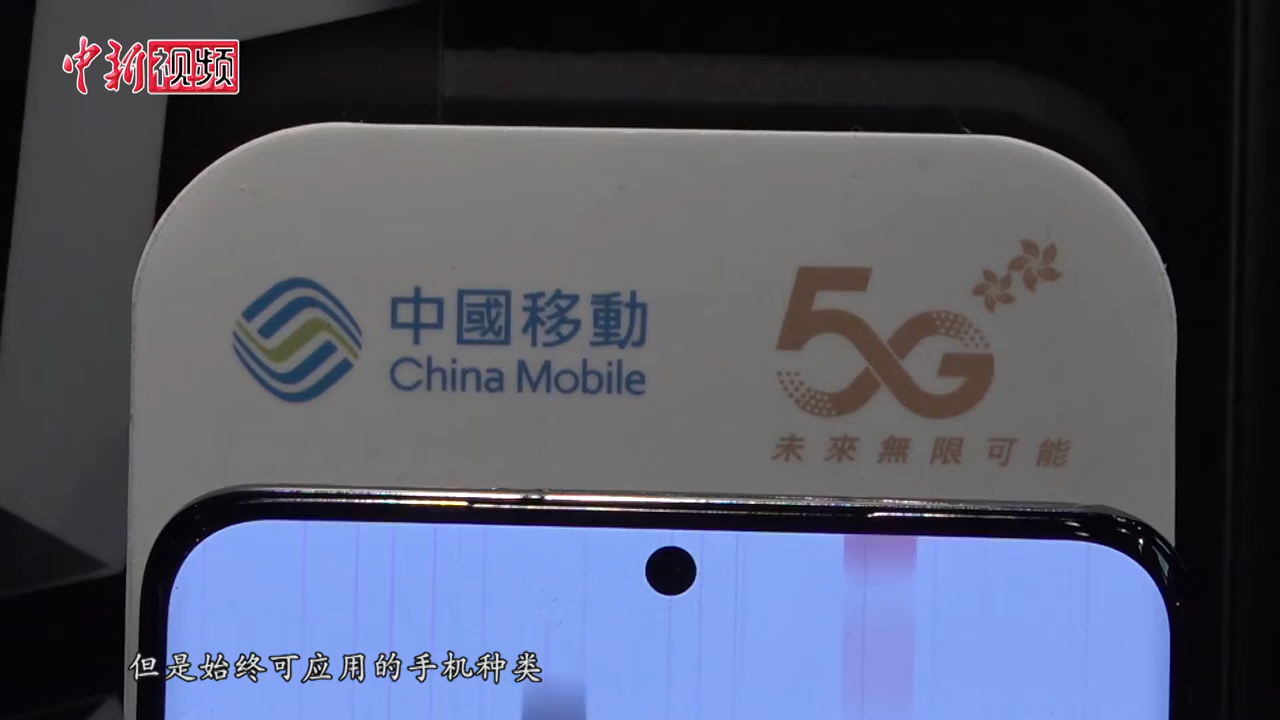 中新视频
中國移動
China Mobile
5G
未來無限可能
但是始终可应用的手机种类